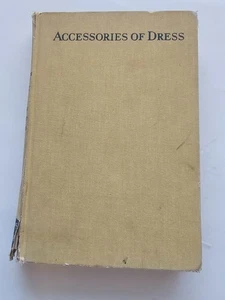 ACCESSORIES OF DRESS